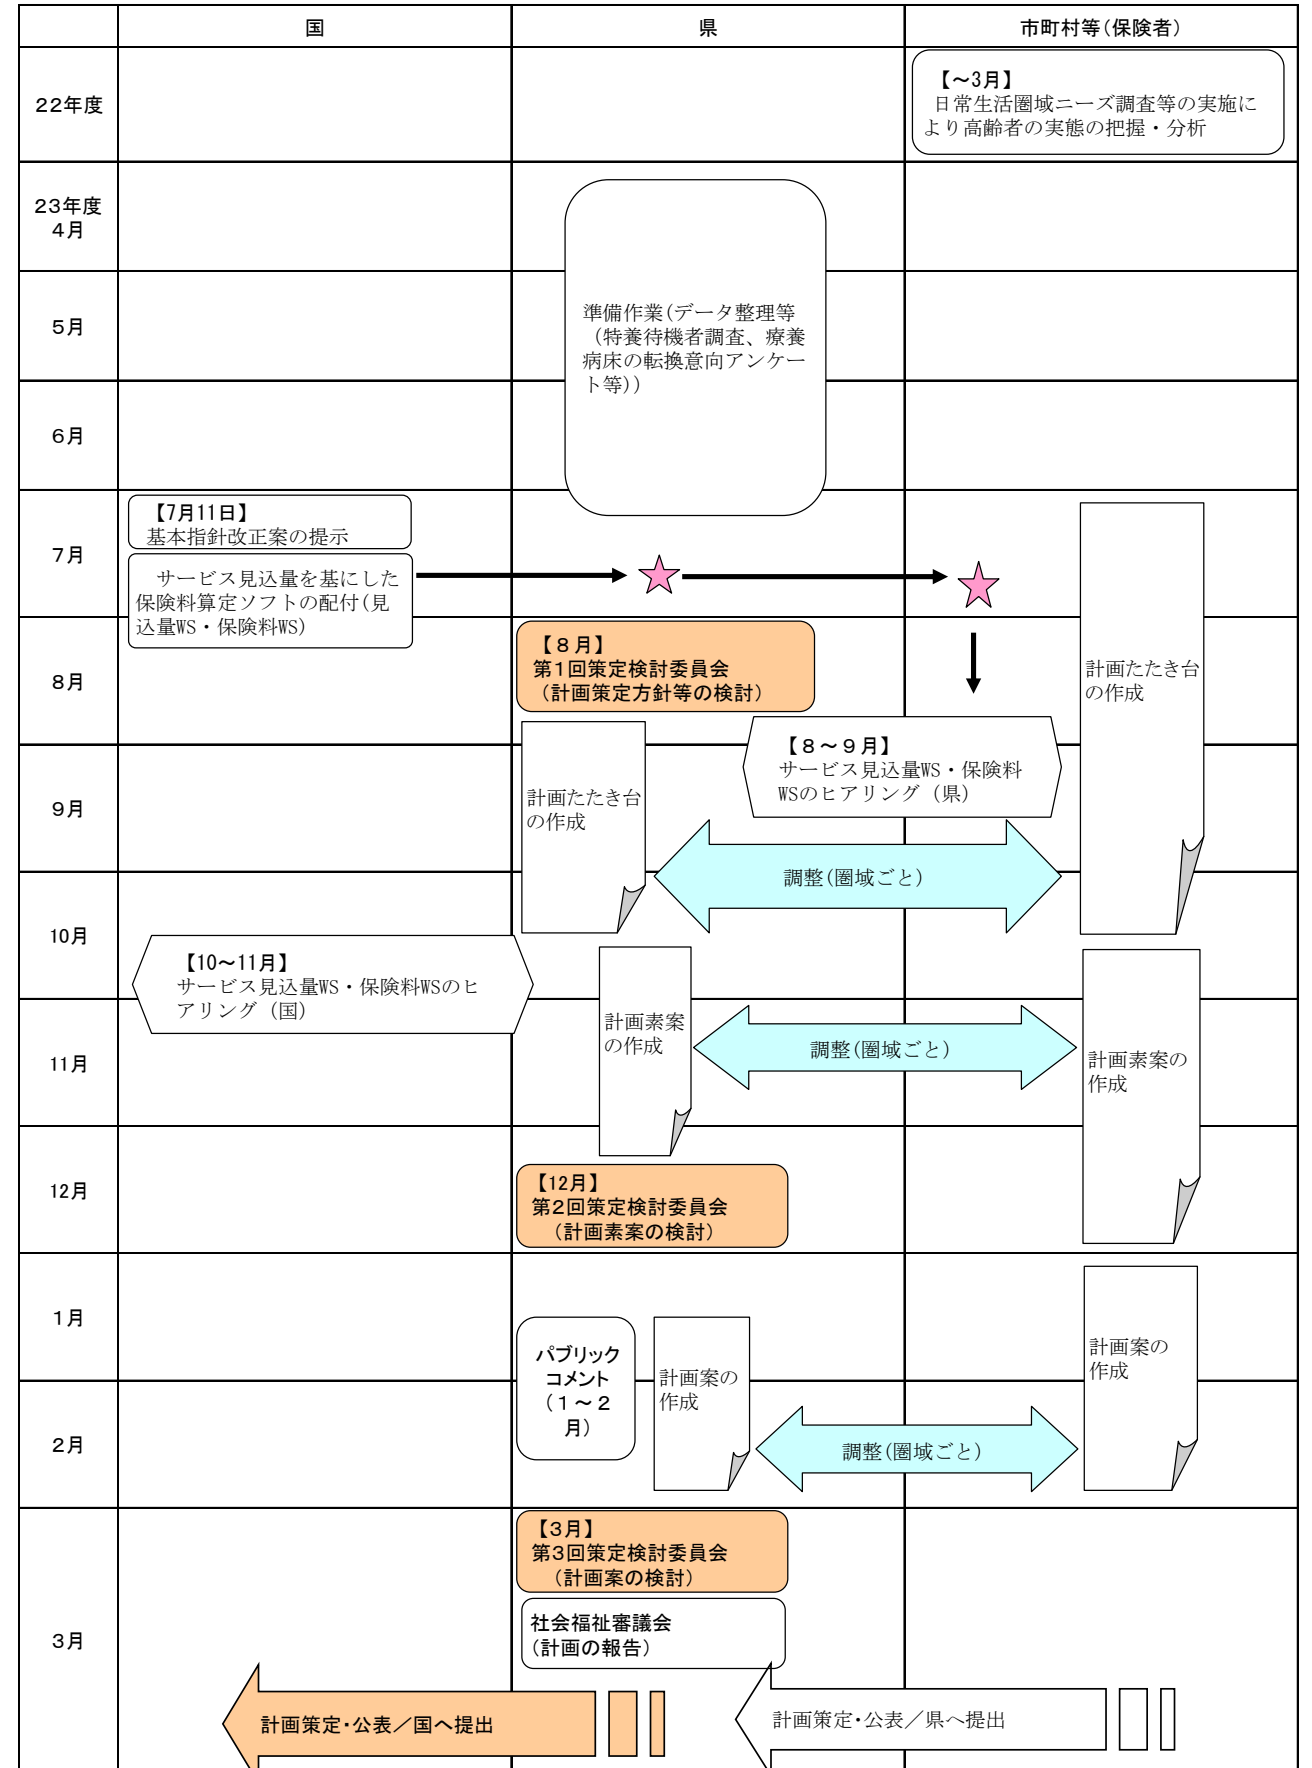 国
県
市町村等(保険者)
22年度
【～3月】
日常生活圏域ニーズ調査等の実施に
より高齢者の実態の把握・分析
23年度
4月
5月
準備作業(データ整理等
(特養待機者調査、療養
病床の転換意向アンケー
ト等))
6月
7月
【7月11日】
基本指針改正案の提示
サービス見込量を基にした
保険料算定ソフトの配付(見
込量WS・保険料WS)
8月
【８月】
第1回策定検討委員会
(計画策定方針等の検討)
計画たたき台
の作成
【８～９月】
サービス見込量WS・保険料
WSのヒアリング（県）
9月
計画たたき台
の作成
調整(圏域ごと)
10月
【10～11月】
サービス見込量WS・保険料WSのヒ
アリング（国）
11月
計画素案
の作成
調整(圏域ごと)
計画素案の
作成
12月
【12月】
第2回策定検討委員会
(計画素案の検討)
1月
パブリック
コメント
(１～２
月)
計画案の
作成
計画案の
作成
2月
調整(圏域ごと)
3月
【3月】
第3回策定検討委員会
(計画案の検討)
社会福祉審議会
(計画の報告)
計画策定・公表／国へ提出
計画策定・公表／県へ提出